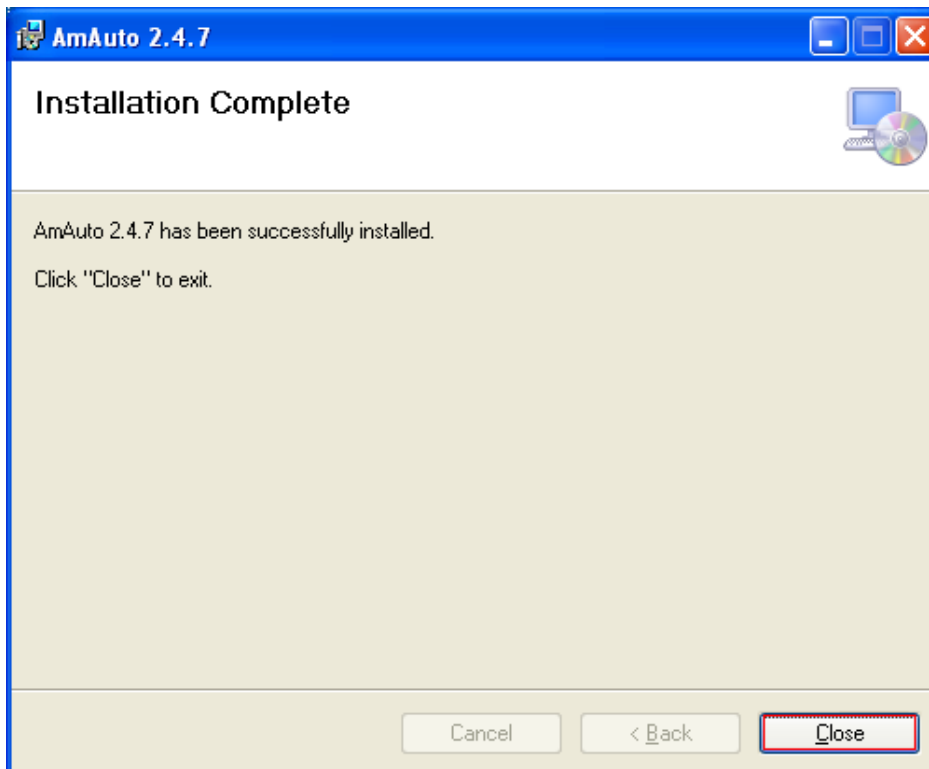 AmAuto 2.4.7
Installation Complete
AmAuto 2.4.7 has been successfully installed.
Click "Close" to exit.
Cancel
< Back
Close